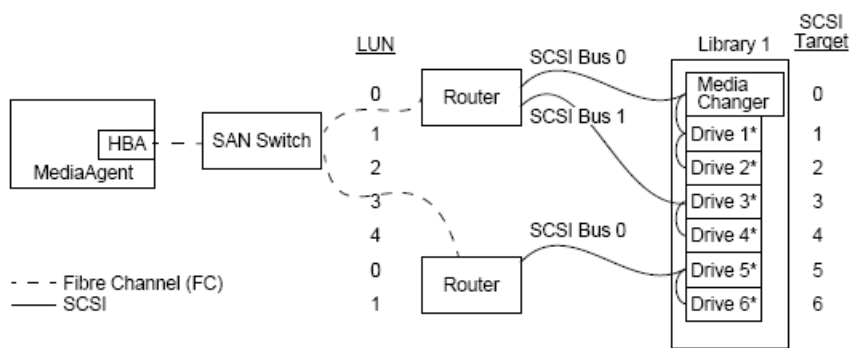 SCSI
LUN
Library 1
Target
SCSI Bus 0
0
Router
Media
Changer
0
HBA
SAN Switch
1
SCSI Bus 1
Drive 1*
1
MediaAgent
2
Drive 2*
2
3
Drive 3*
3
4
SCSI Bus 0
Drive 4*
4
Fibre Channel (FC)
0
Router
Drive 5*
5
SCSI
1
Drive 6*
6